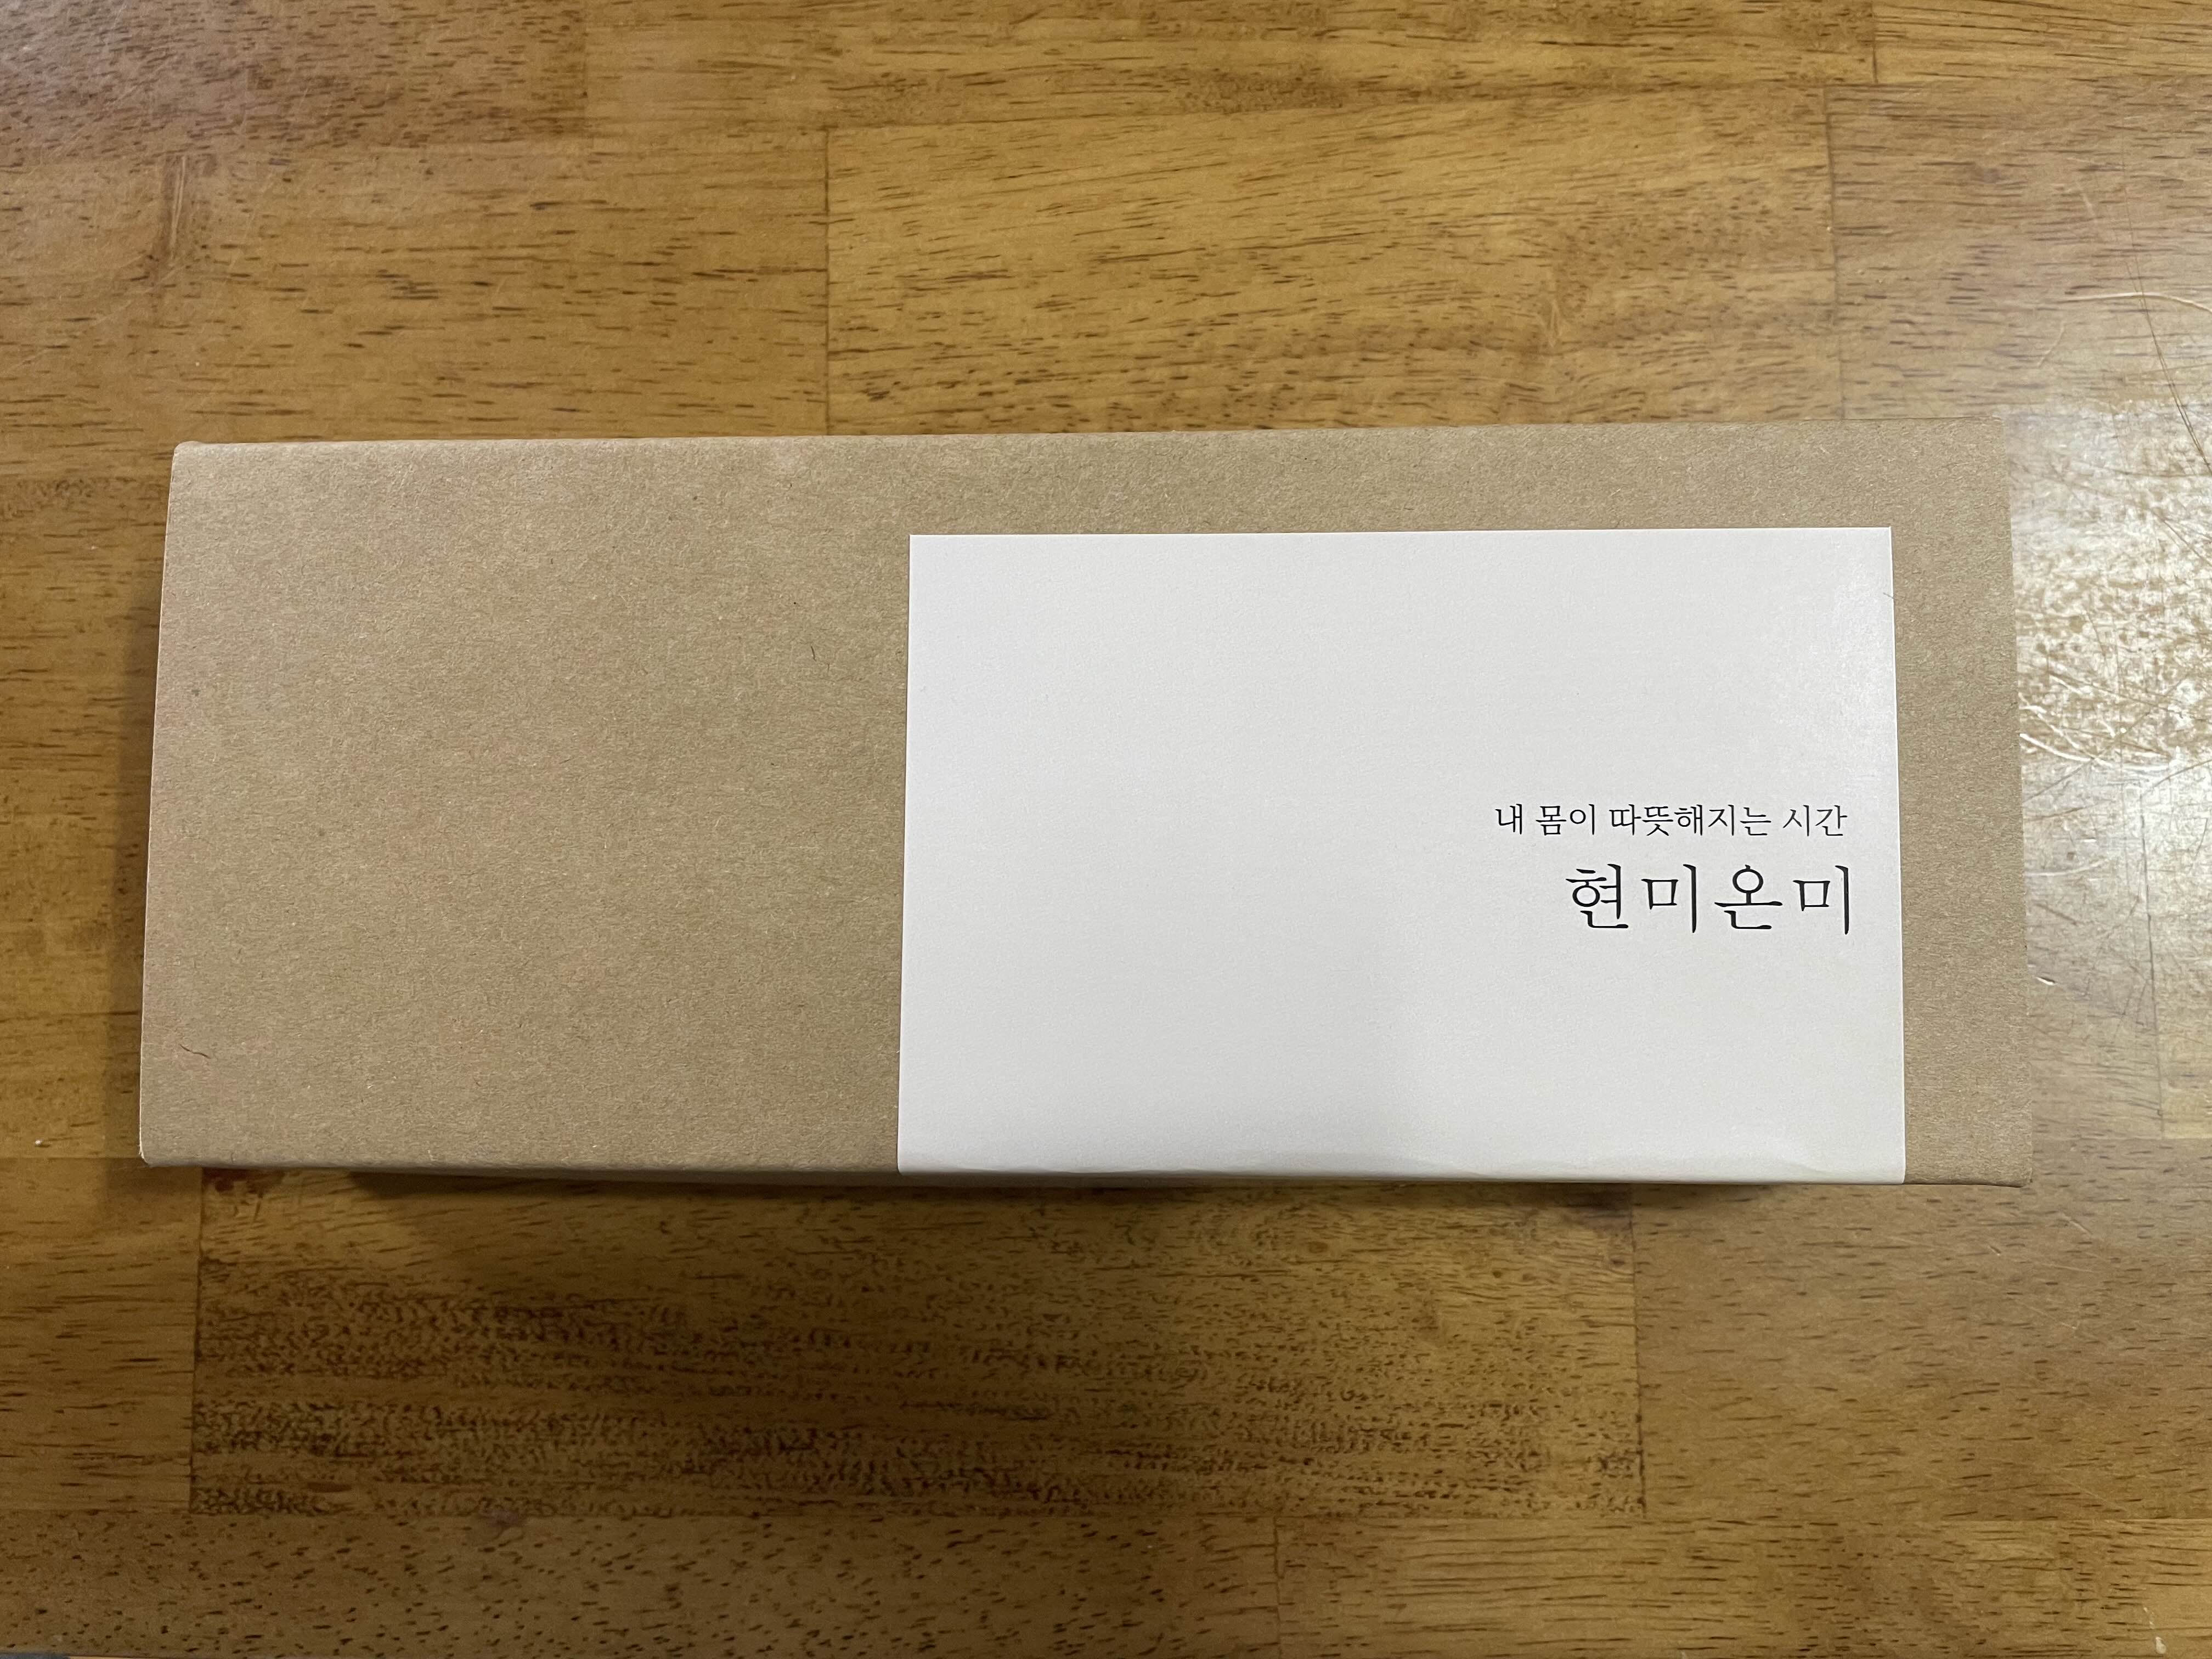 내 몸이 따뜻해지는 시간
현미온미